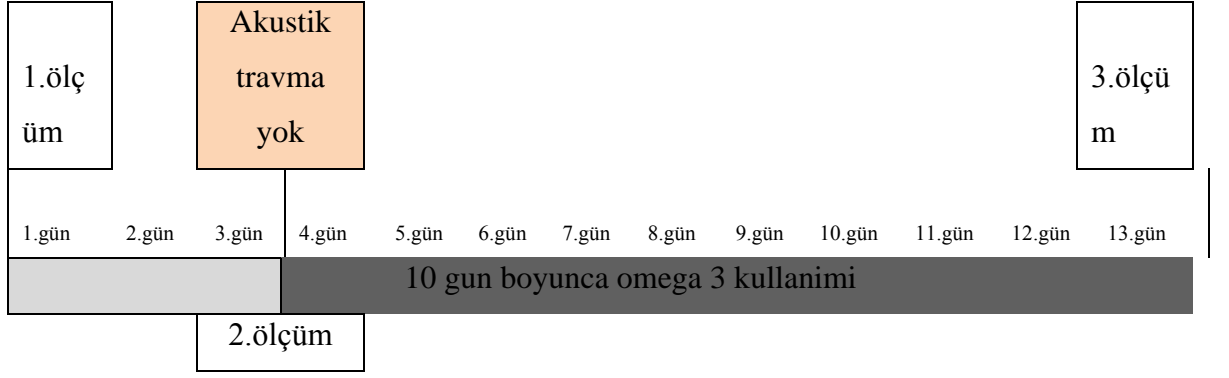 Akustik
travma
yok
1.ölç
üm
3.ölçü
m
1.gün 2.gün 3.gün 4.gün 5.gün 6.gün 7.gün 8.gün 9.gün 10.gün 11.gün 12.gün 13.gün
10 gun boyunca omega 3 kullanimi
2.ölçüm